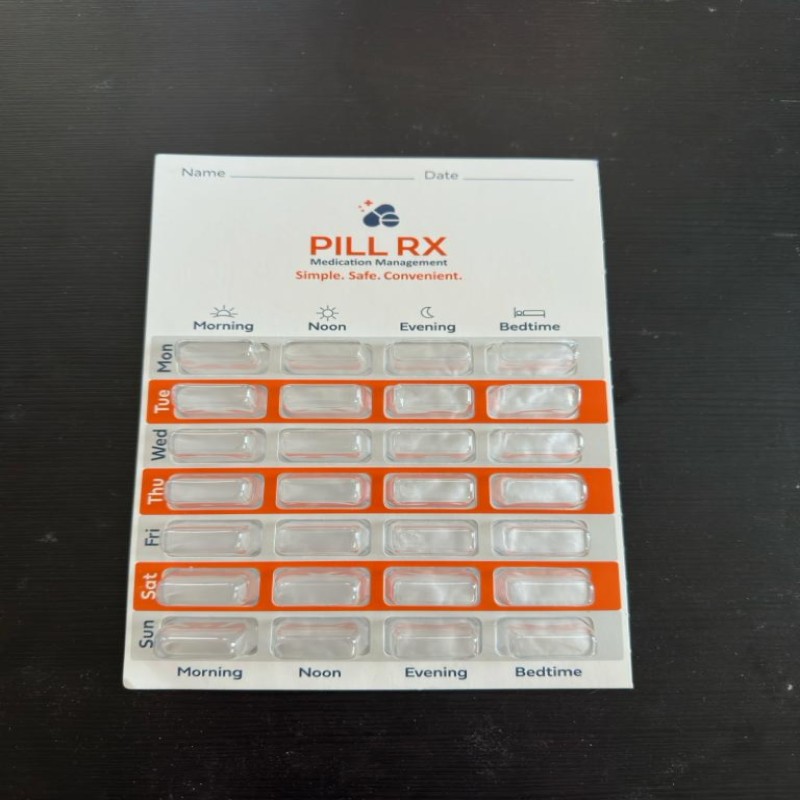 Name Date
PILL RX
Medication Management
Simple. Safe. Convenient.
Morning Noon Evening Bedtime
Mon
Tue
Wed
Thu
Fri
Sat
Sun
Morning Noon Evening Bedtime